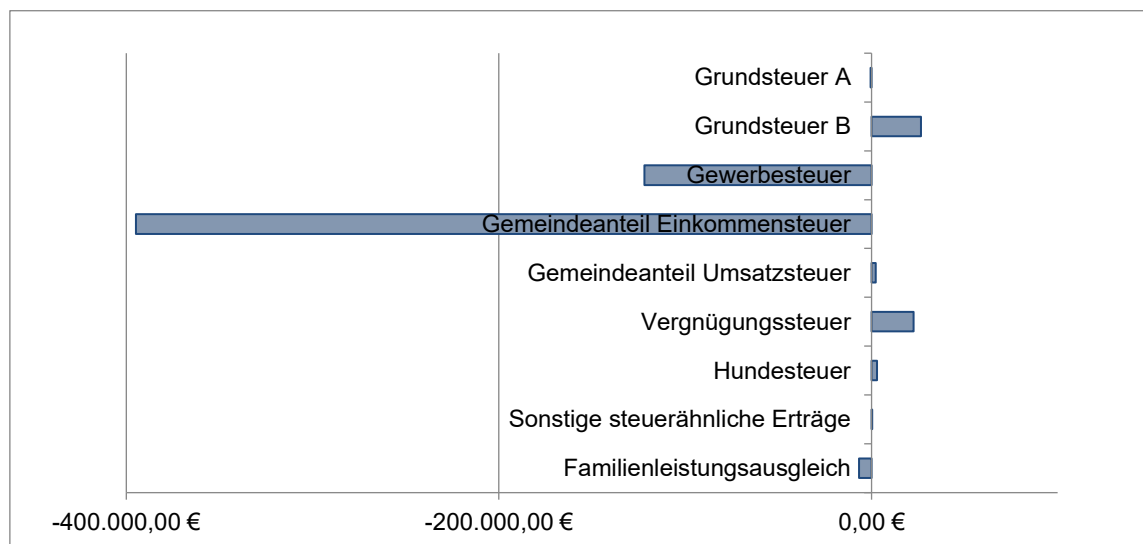 Grundsteuer A
Grundsteuer B
Gewerbesteuer
Gemeindeanteil Einkommensteuer
Gemeindeanteil Umsatzsteuer
Vergnügungssteuer
Hundesteuer
Sonstige steuerähnliche Erträge
Familienleistungsausgleich
-400.000,00 € -200.000,00 € 0,00 €